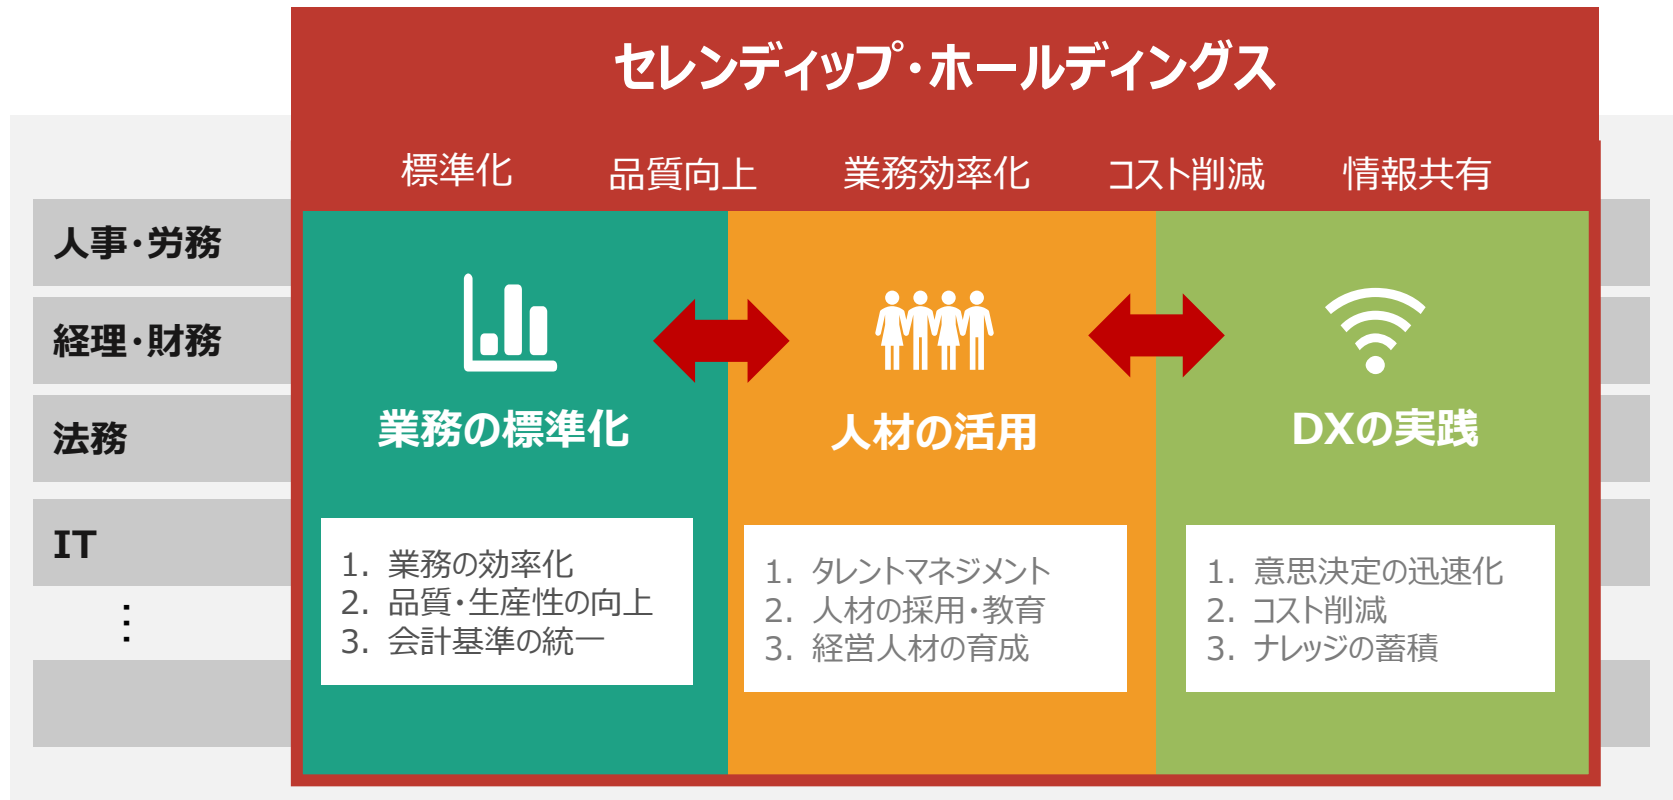 セレンディップ・ホールディングス
標準化 品質向上 業務効率化 コスト削減 情報共有
人事・労務
経理・財務
法務
IT
⋮
業務の標準化
1. 業務の効率化
2. 品質・生産性の向上
3. 会計基準の統一
人材の活用
1. タレントマネジメント
2. 人材の採用・教育
3. 経営人材の育成
DXの実践
1. 意思決定の迅速化
2. コスト削減
3. ナレッジの蓄積